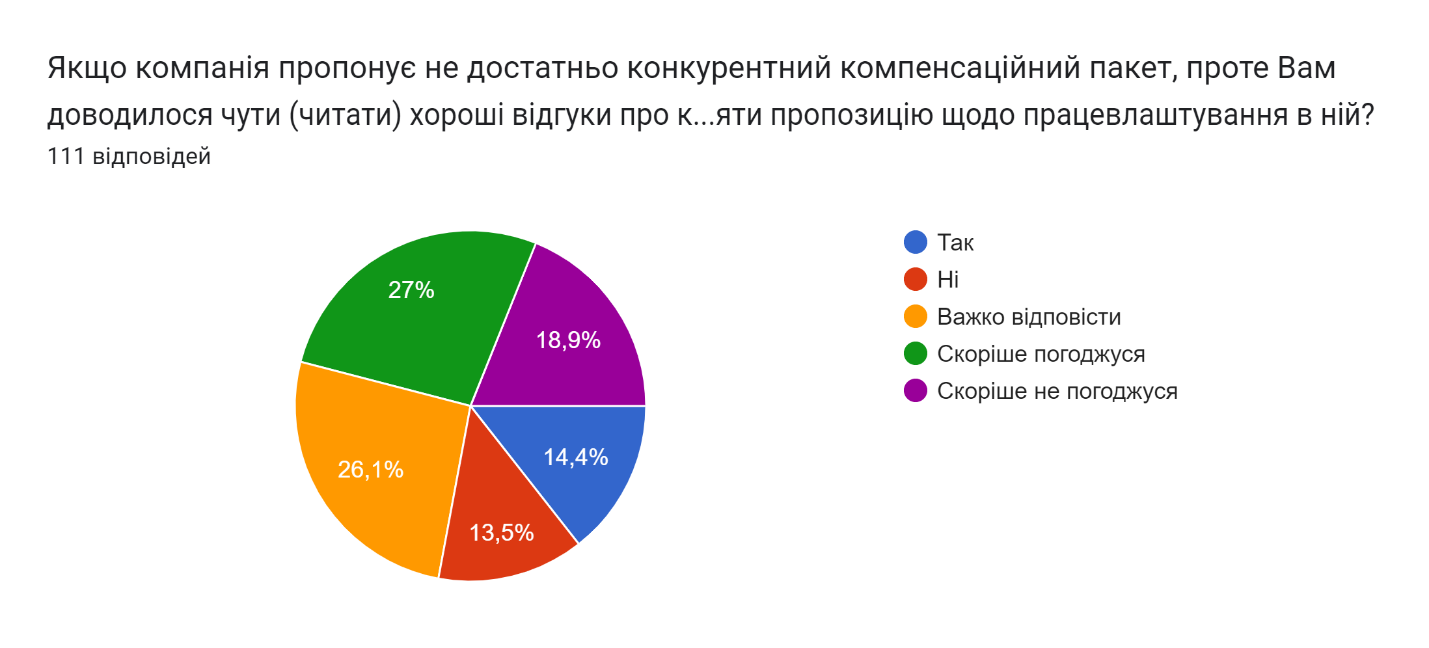 Якщо компанія пропонує не достатньо конкурентний компенсаційний пакет, проте Вам
доводилося чути (читати) хороші відгуки про к...яти пропозицію щодо працевлаштування в ній?
111 відповідей
Так
Ні
Важко відповісти
Скоріше погоджуся
Скоріше не погоджуся
27%
18,9%
14,4%
26,1%
13,5%